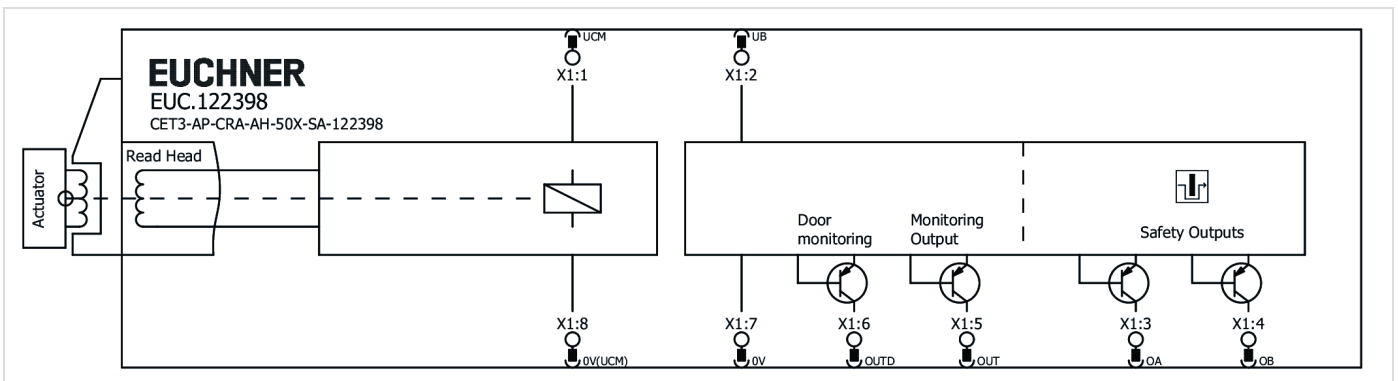 UCM
UB
X1:1
X1:2
EUCHNER
EUC.122398
CET3-AP-CRA-AH-50X-SA-122398
Read Head
Actuator
Door
monitoring
Monitoring
Output
Safety Outputs
X1:8
X1:7
X1:6
X1:5
X1:3
X1:4
0V(UCM)
0V
OUTD
OUT
OA
OB